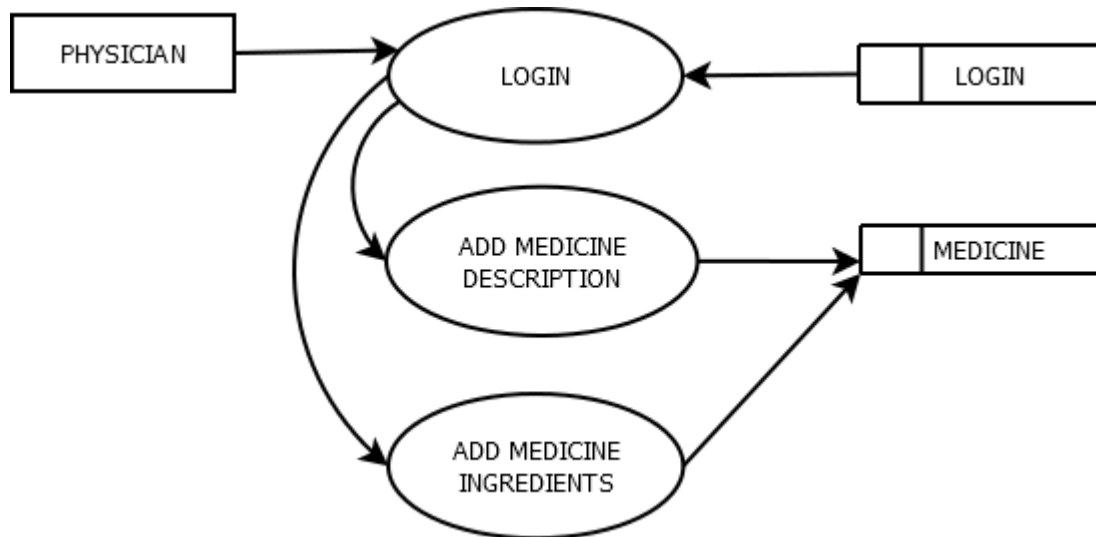 PHYSICIAN
LOGIN
LOGIN
ADD MEDICINE
DESCRIPTION
MEDICINE
ADD MEDICINE
INGREDIENTS